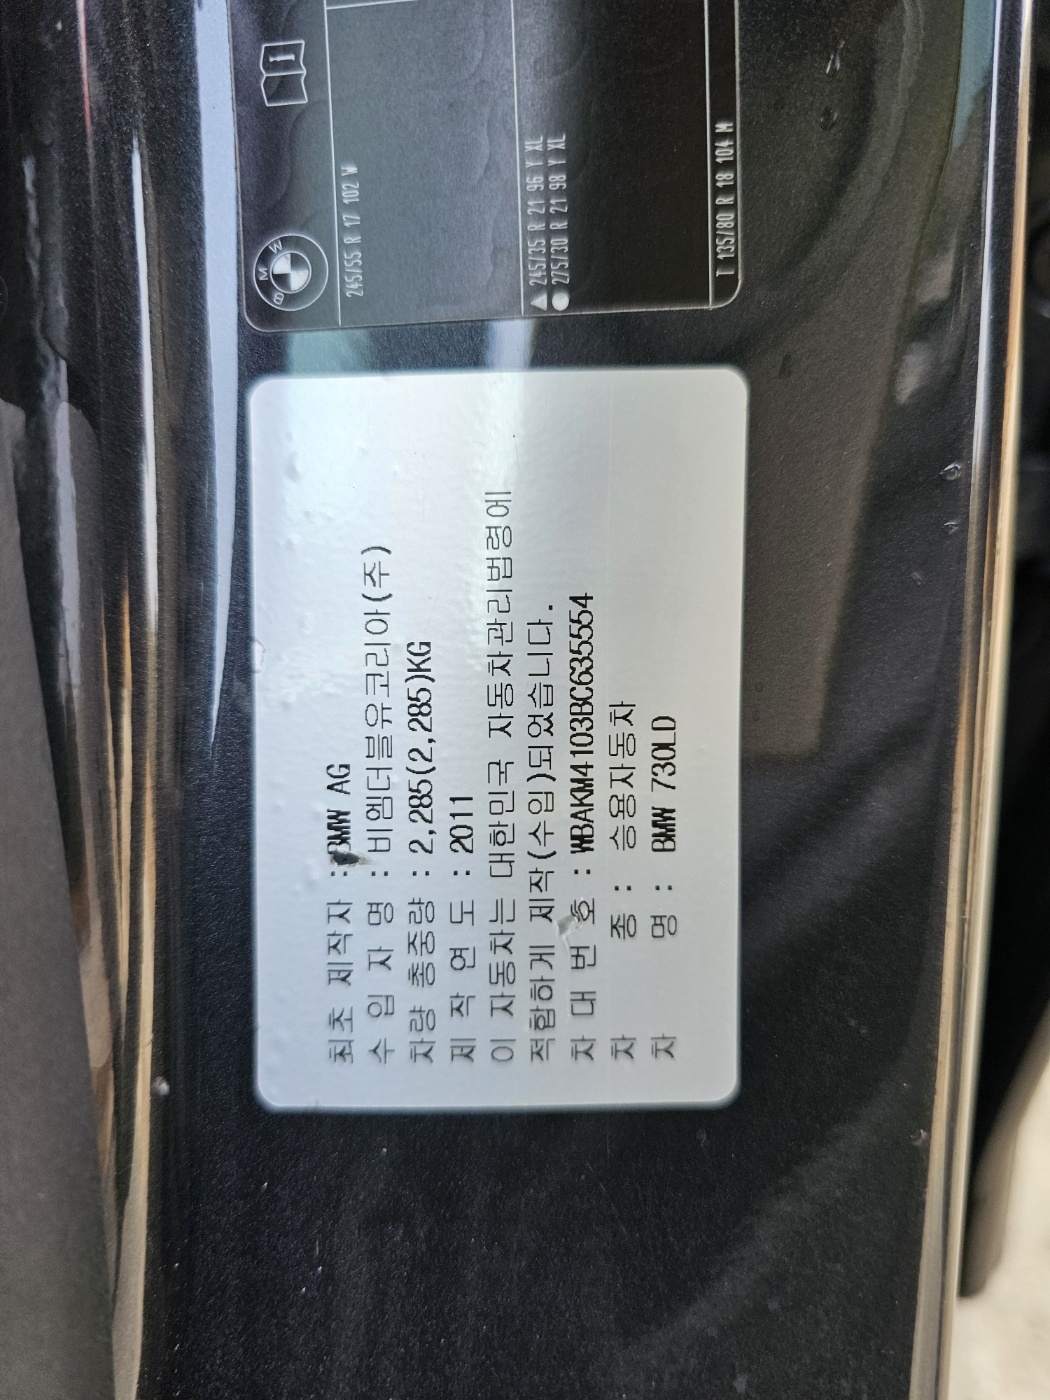 최초 제작자 : BMW AG
수 입 자 명 : 비엠더블유코리아(주)
차량 총중량 : 2,285(2,285)KG
제 작 연 도 : 2011
이 자동차는 대한민국 자동차관리법령에
적합하게 제작(수입)되었습니다.
차 대 번 호 : WBAKM4103BC635554
차 종 : 승용자동차
차 명 : BMW 730LD
BMW
245/55 R 17 102 W
▲ 245/35 R 21 96 Y XL
● 275/30 R 21 98 Y XL
T 135/80 R 18 104 M